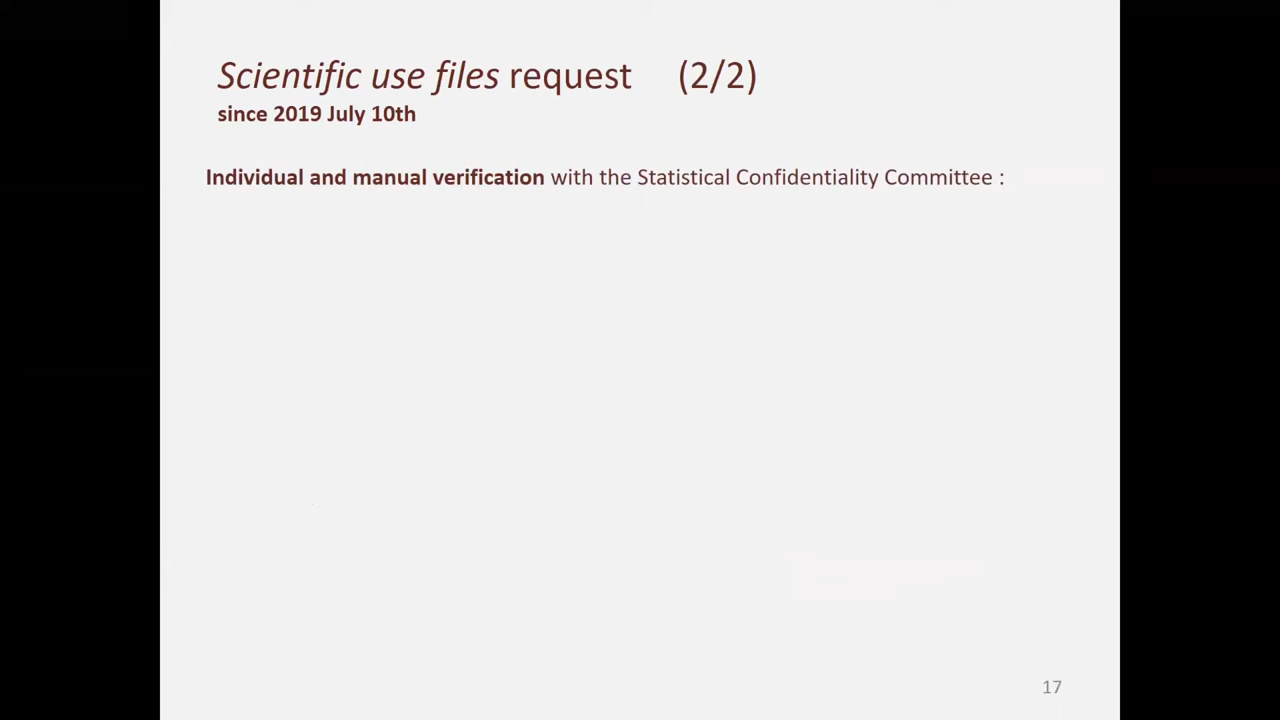 Scientific use files request (2/2)
since 2019 July 10th
Individual and manual verification with the Statistical Confidentiality Committee :
17